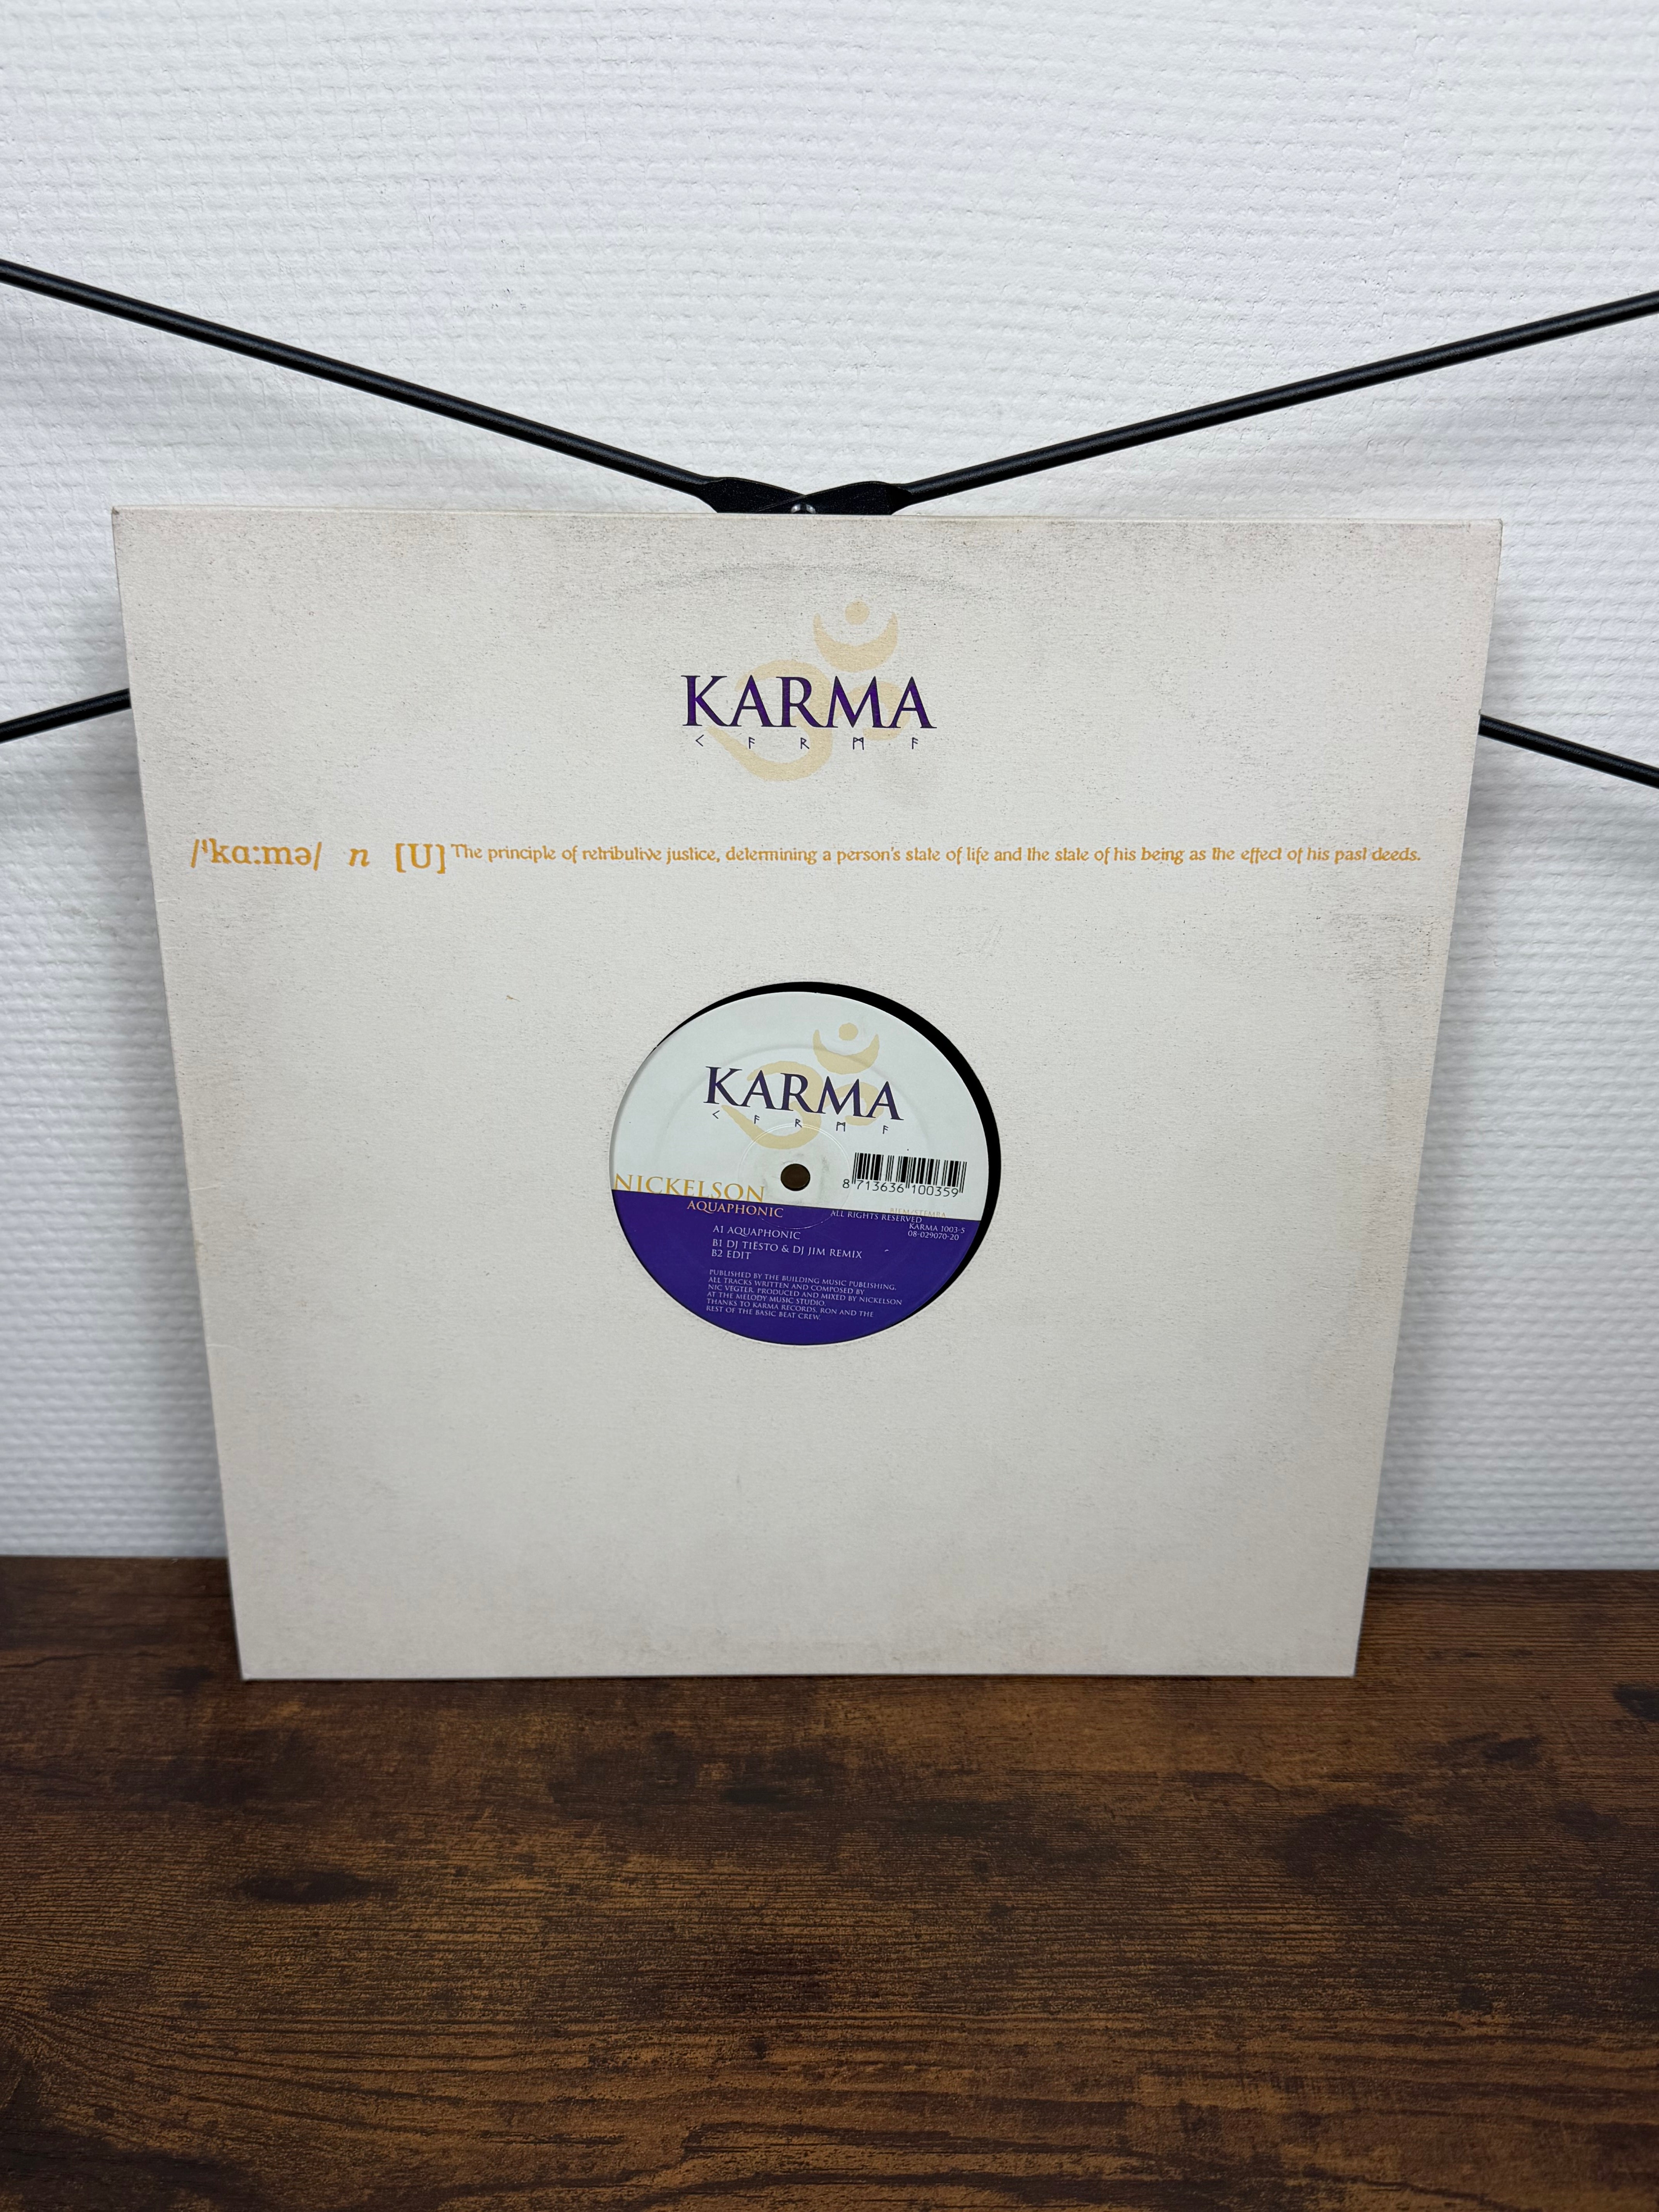 KARMA
ᚲ ᚨ ᚱ ᛗ ᚨ
/ˈkɑ:mə/ n [U] The principle of retributive justice, determining a person's state of life and the state of his being as the effect of his past deeds.
KARMA
ᚲ ᚨ ᚱ ᛗ ᚨ
8 713636 100359
NICKELSON
AQUAPHONIC
BIEM/STEMRA
ALL RIGHTS RESERVED
KARMA 1003-5
08-029070-20
A1 AQUAPHONIC
B1 DJ TIËSTO & DJ JIM REMIX
B2 EDIT
PUBLISHED BY THE BUILDING MUSIC PUBLISHING.
ALL TRACKS WRITTEN AND COMPOSED BY
NIC VEGTER. PRODUCED AND MIXED BY NICKELSON
AT THE MELODY MUSIC STUDIO.
THANKS TO KARMA RECORDS, RON AND THE
REST OF THE BASIC BEAT CREW.